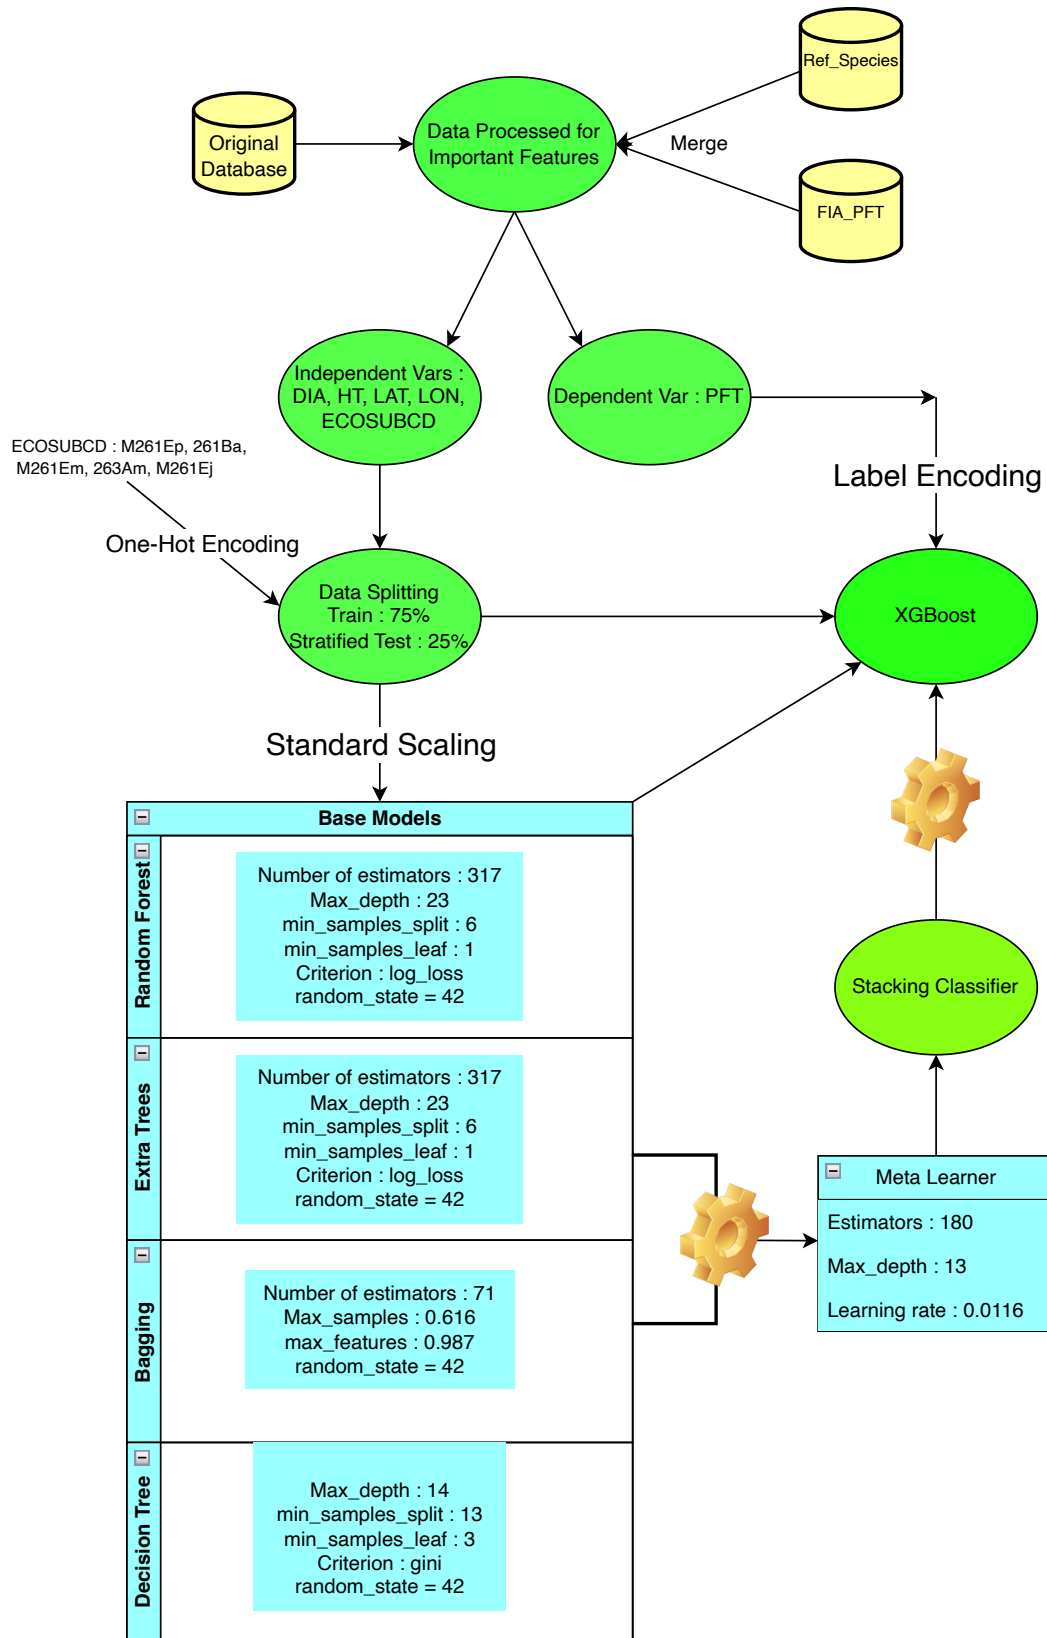 Ref_Species
Original
Database
Data Processed for
Important Features
Merge
FIA_PFT
Independent Vars :
DIA, HT, LAT, LON,
ECOSUBCD
Dependent Var : PFT
ECOSUBCD : M261Ep, 261Ba,
M261Em, 263Am, M261Ej
Label Encoding
One-Hot Encoding
Data Splitting
Train : 75%
Stratified Test : 25%
XGBoost
Standard Scaling
Base Models
Random Forest
Number of estimators : 317
Max_depth : 23
min_samples_split : 6
min_samples_leaf : 1
Criterion : log_loss
random_state = 42
Stacking Classifier
Extra Trees
Number of estimators : 317
Max_depth : 23
min_samples_split : 6
min_samples_leaf : 1
Criterion : log_loss
random_state = 42
Meta Learner
Estimators : 180
Max_depth : 13
Learning rate : 0.0116
Bagging
Number of estimators : 71
Max_samples : 0.616
max_features : 0.987
random_state = 42
Decision Tree
Max_depth : 14
min_samples_split : 13
min_samples_leaf : 3
Criterion : gini
random_state = 42